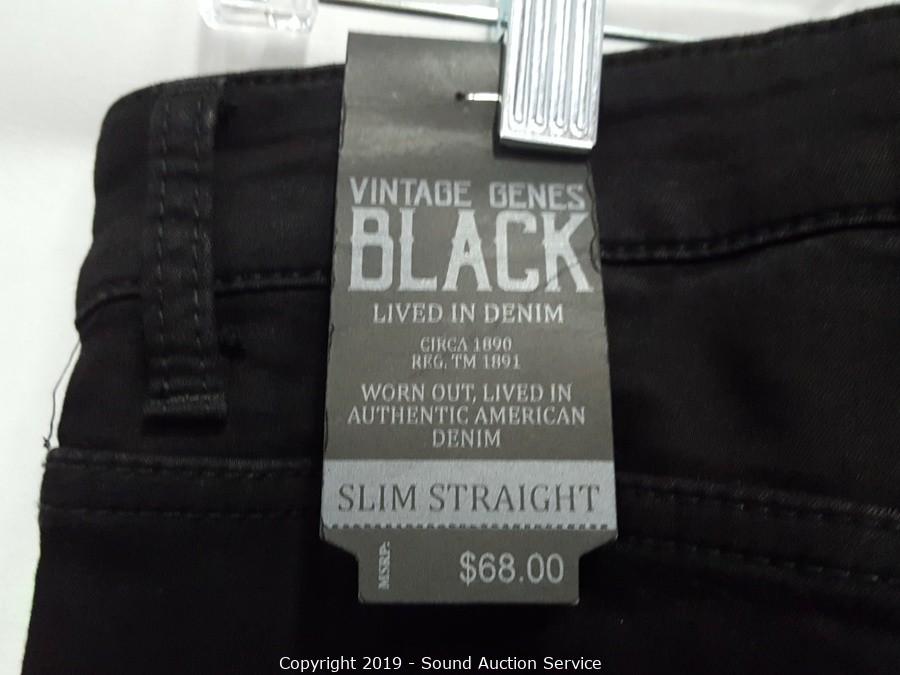 VINTAGE GENES
BLACK
LIVED IN DENIM
CIRCA 1890
REG. TM 1891
WORN OUT, LIVED IN
AUTHENTIC AMERICAN
DENIM
SLIM STRAIGHT
MSRP:
$68.00
Copyright 2019 - Sound Auction Service